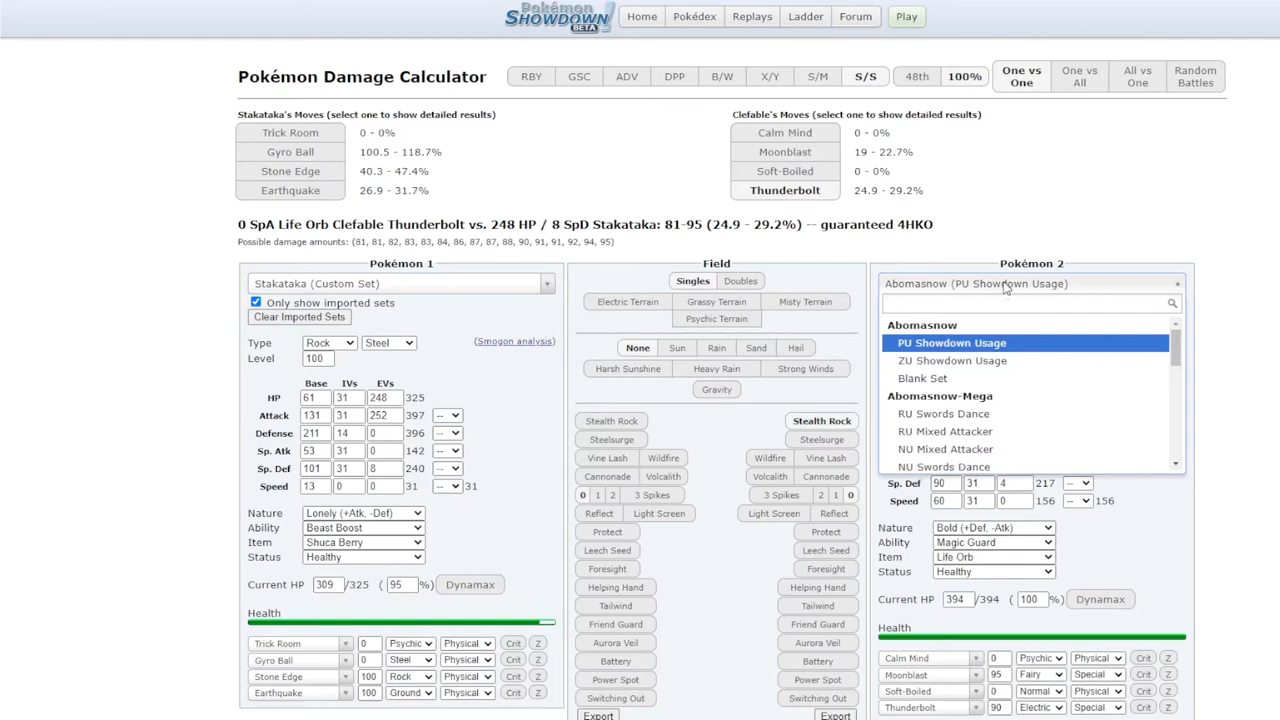 Pokémon
SHOWDOWN!
BETA
Home Pokédex Replays Ladder Forum Play
Pokémon Damage Calculator RBY GSC ADV DPP B/W X/Y S/M S/S 48th 100% One vs One One vs All All vs One Random Battles
Stakataka's Moves (select one to show detailed results)
Trick Room 0 - 0%
Gyro Ball 100.5 - 118.7%
Stone Edge 40.3 - 47.4%
Earthquake 26.9 - 31.7%
Clefable's Moves (select one to show detailed results)
Calm Mind 0 - 0%
Moonblast 19 - 22.7%
Soft-Boiled 0 - 0%
Thunderbolt 24.9 - 29.2%
0 SpA Life Orb Clefable Thunderbolt vs. 248 HP / 8 SpD Stakataka: 81-95 (24.9 - 29.2%) -- guaranteed 4HKO
Possible damage amounts: (81, 81, 82, 83, 83, 84, 86, 87, 87, 88, 90, 91, 91, 92, 94, 95)
Pokémon 1
Stakataka (Custom Set)
Only show imported sets
Clear Imported Sets
Type Rock Steel (Smogon analysis)
Level 100
Base IVs EVs
HP 61 31 248 325
Attack 131 31 252 397 --
Defense 211 14 0 396 --
Sp. Atk 53 31 0 142 --
Sp. Def 101 31 8 240 --
Speed 13 0 0 31 -- 31
Nature Lonely (+Atk, -Def)
Ability Beast Boost
Item Shuca Berry
Status Healthy
Current HP 309 /325 ( 95 %) Dynamax
Health
Trick Room 0 Psychic Physical Crit Z
Gyro Ball 0 Steel Physical Crit Z
Stone Edge 100 Rock Physical Crit Z
Earthquake 100 Ground Physical Crit Z
Field
Singles Doubles
Electric Terrain Grassy Terrain Misty Terrain
Psychic Terrain
None Sun Rain Sand Hail
Harsh Sunshine Heavy Rain Strong Winds
Gravity
Stealth Rock Stealth Rock
Steelsurge Steelsurge
Vine Lash Wildfire Wildfire Vine Lash
Cannonade Volcalith Volcalith Cannonade
0 1 2 3 Spikes 3 Spikes 2 1 0
Reflect Light Screen Light Screen Reflect
Protect Protect
Leech Seed Leech Seed
Foresight Foresight
Helping Hand Helping Hand
Tailwind Tailwind
Friend Guard Friend Guard
Aurora Veil Aurora Veil
Battery Battery
Power Spot Power Spot
Switching Out Switching Out
Export Export
Pokémon 2
Abomasnow (PU Showdown Usage)
Abomasnow
PU Showdown Usage
ZU Showdown Usage
Blank Set
Abomasnow-Mega
RU Swords Dance
RU Mixed Attacker
NU Mixed Attacker
NU Swords Dance
Sp. Def 90 31 4 217 --
Speed 60 31 0 156 -- 156
Nature Bold (+Def, -Atk)
Ability Magic Guard
Item Life Orb
Status Healthy
Current HP 394 /394 ( 100 %) Dynamax
Health
Calm Mind 0 Psychic Physical Crit Z
Moonblast 95 Fairy Special Crit Z
Soft-Boiled 0 Normal Physical Crit Z
Thunderbolt 90 Electric Special Crit Z